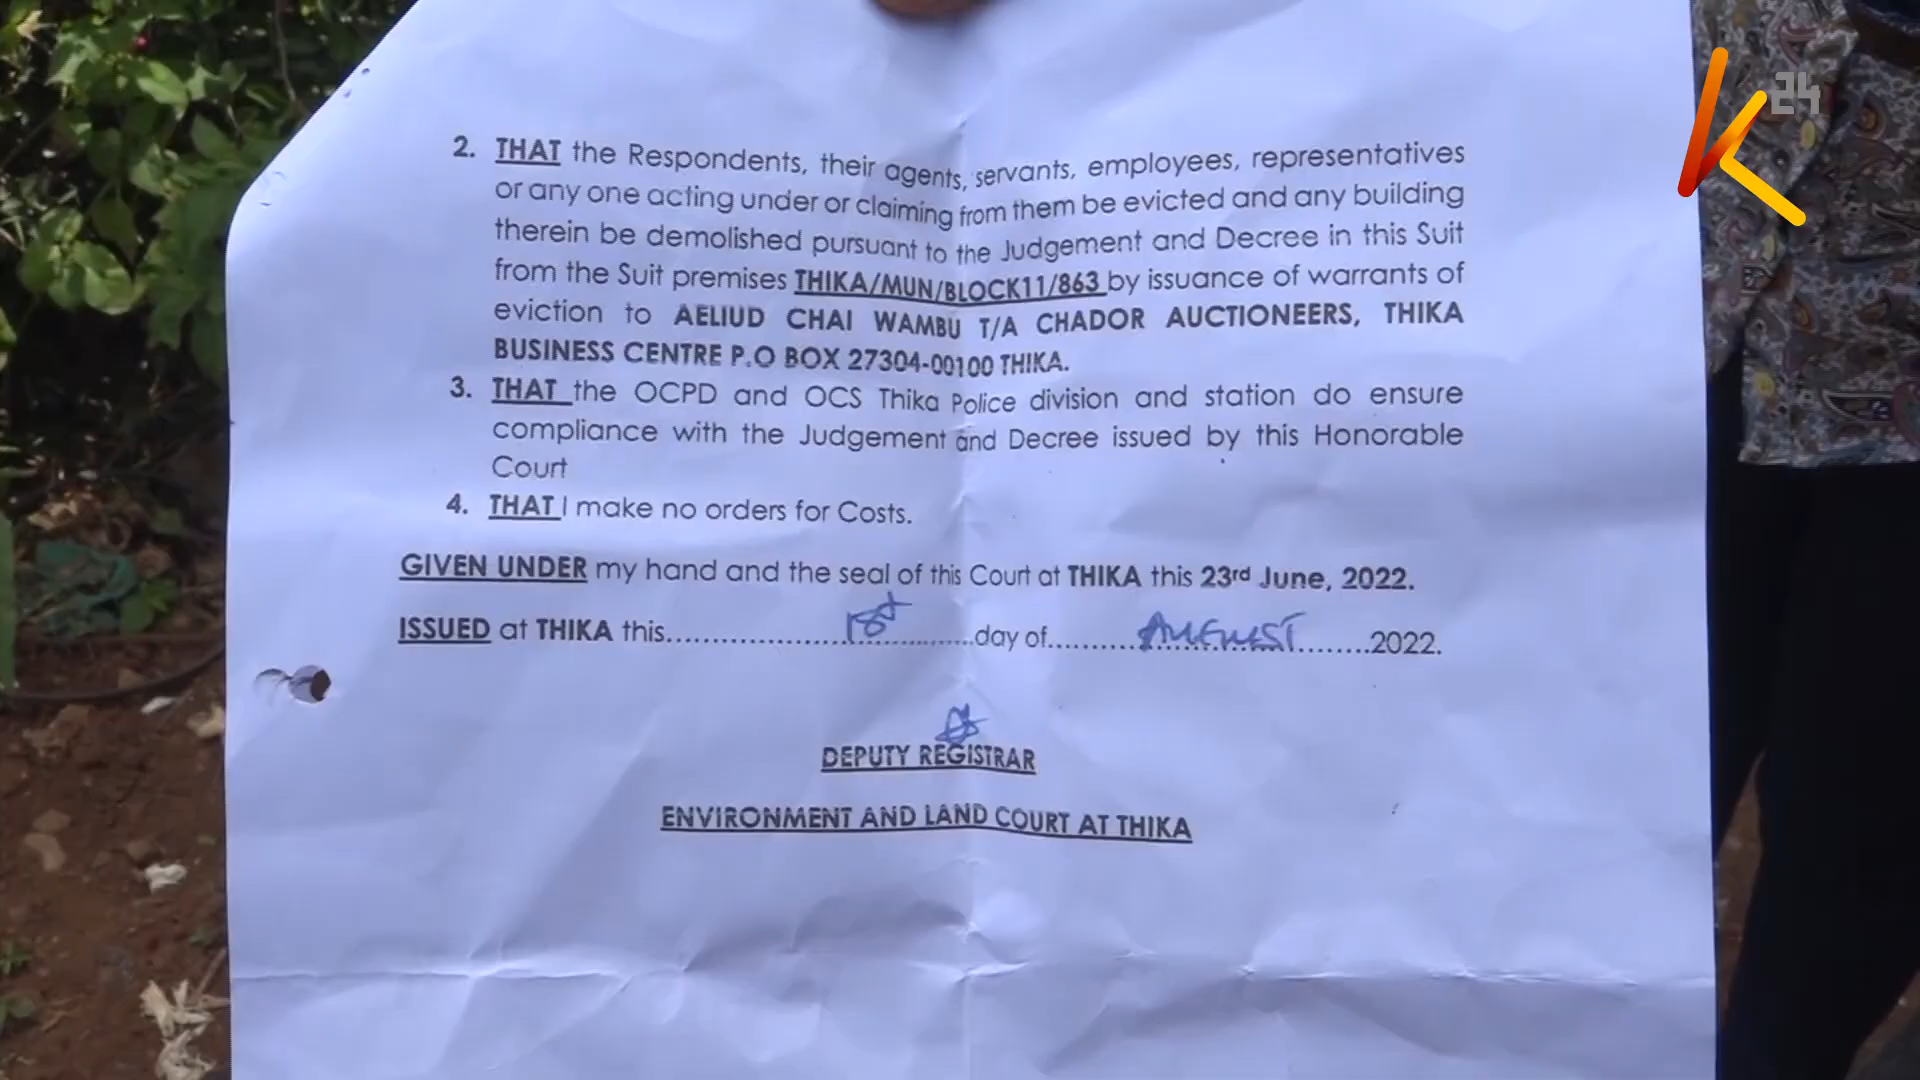 K24
2. THAT the Respondents, their agents, servants, employees, representatives
or any one acting under or claiming from them be evicted and any building
therein be demolished pursuant to the Judgement and Decree in this Suit
from the Suit premises THIKA/MUN/BLOCK11/863 by issuance of warrants of
eviction to AELIUD CHAI WAMBU T/A CHADOR AUCTIONEERS, THIKA
BUSINESS CENTRE P.O BOX 27304-00100 THIKA.
3. THAT the OCPD and OCS Thika Police division and station do ensure
compliance with the Judgement and Decree issued by this Honorable
Court
4. THAT I make no orders for Costs.
GIVEN UNDER my hand and the seal of this Court at THIKA this 23rd June, 2022.
ISSUED at THIKA this.............................day of..........AUGUST........2022.
DEPUTY REGISTRAR
ENVIRONMENT AND LAND COURT AT THIKA